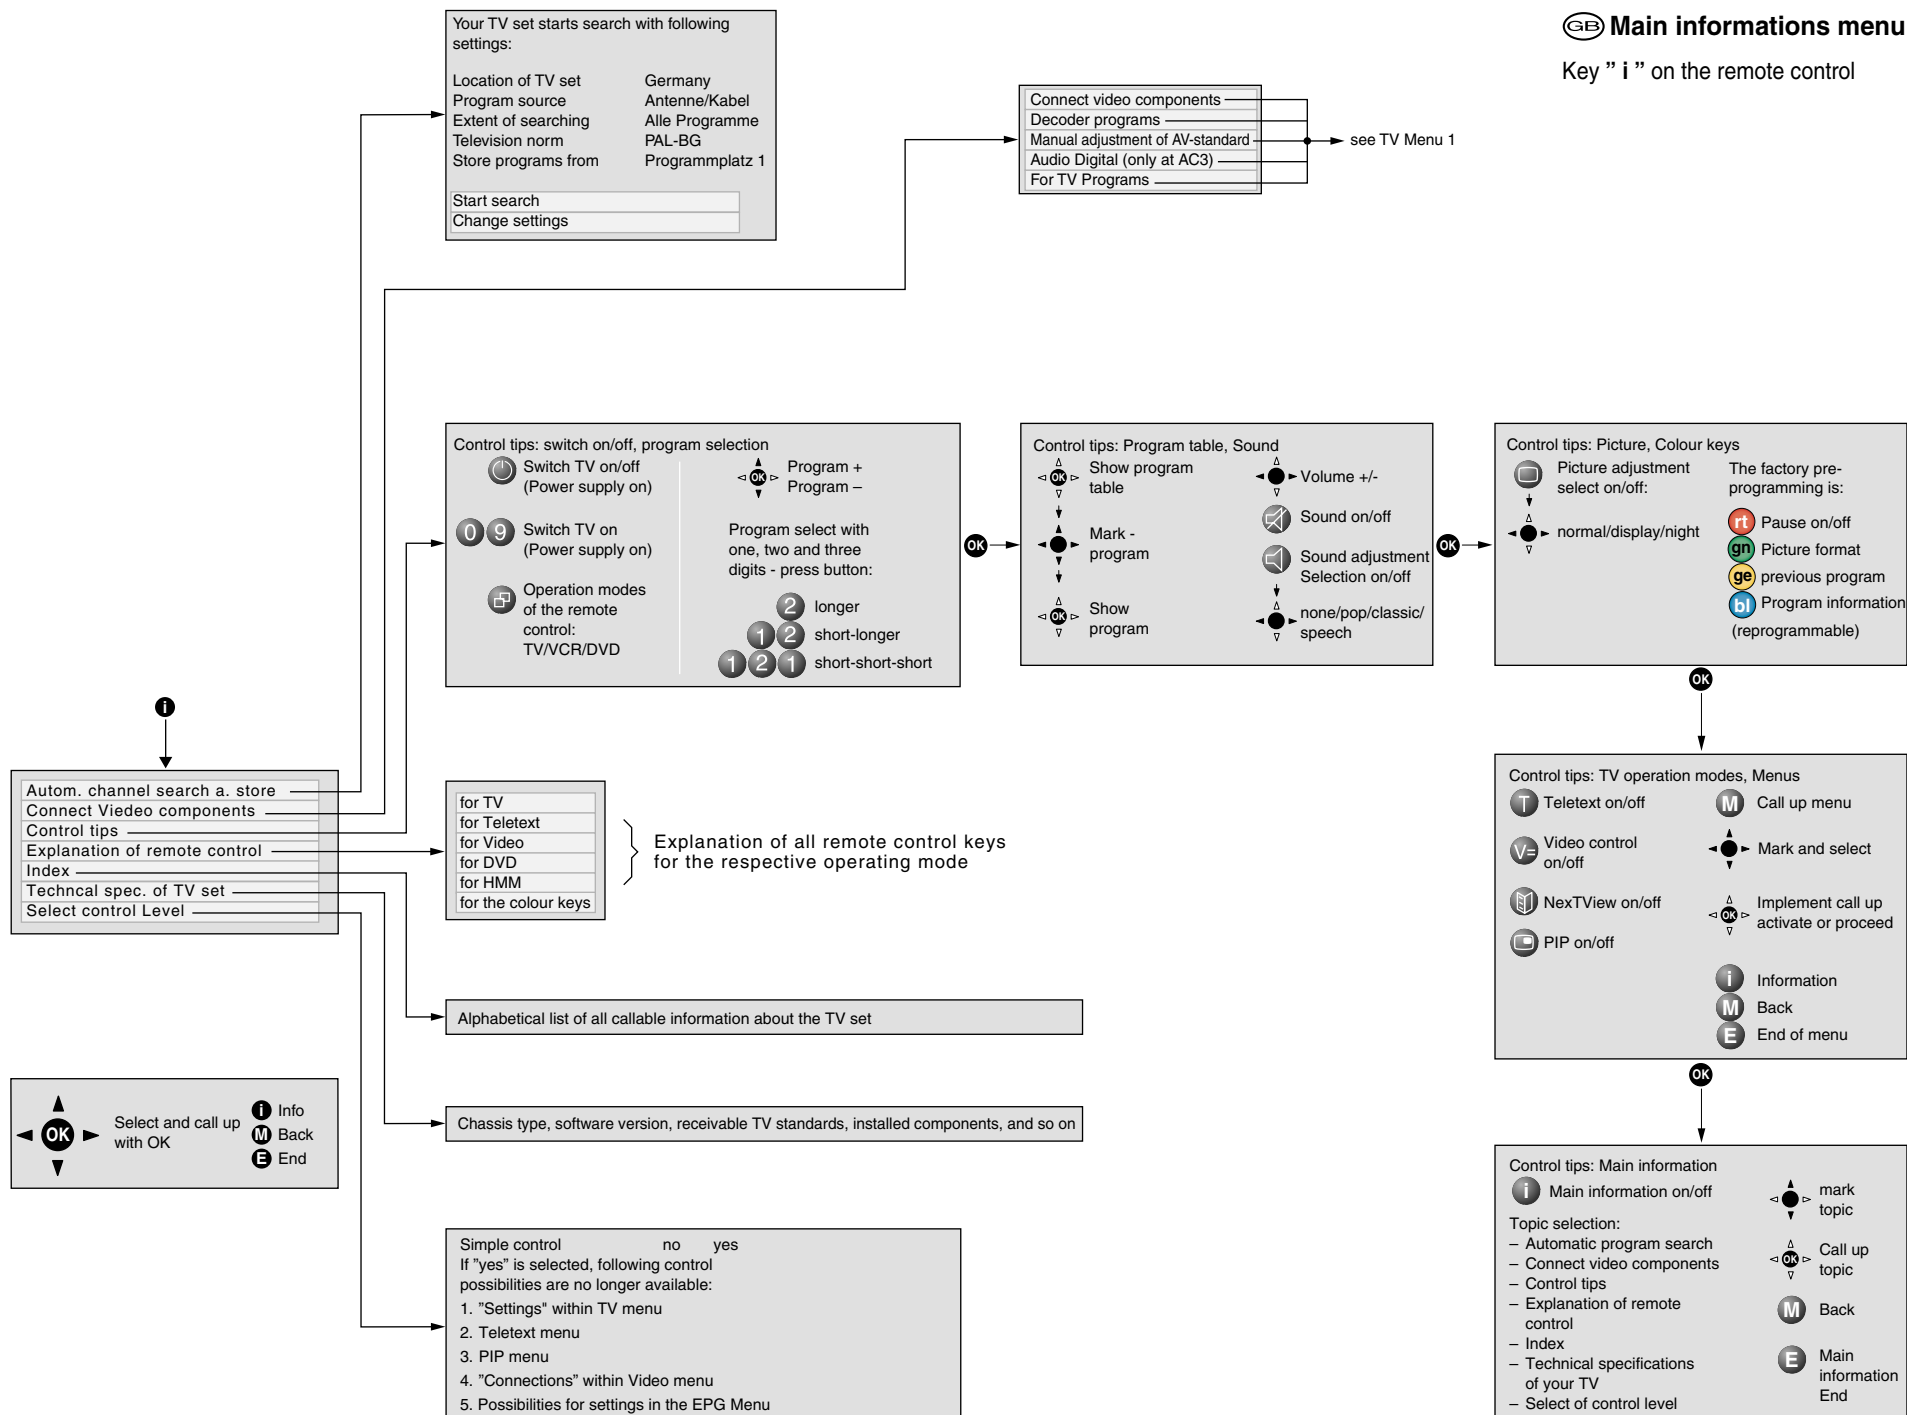 GB Main informations menu
Key ” i ” on the remote control
Your TV set starts search with following
settings:
Location of TV set Germany
Program source Antenne/Kabel
Extent of searching Alle Programme
Television norm PAL-BG
Store programs from Programmplatz 1
Start search
Change settings
Connect video components
Decoder programs
Manual adjustment of AV-standard
Audio Digital (only at AC3)
For TV Programs
see TV Menu 1
Control tips: switch on/off, program selection
Switch TV on/off
(Power supply on)
0 9 Switch TV on
(Power supply on)
Operation modes
of the remote
control:
TV/VCR/DVD
OK Program +
Program –
Program select with
one, two and three
digits - press button:
2 longer
1 2 short-longer
1 2 1 short-short-short
OK
Control tips: Program table, Sound
OK Show program
table
Mark -
program
OK Show
program
Volume +/-
Sound on/off
Sound adjustment
Selection on/off
none/pop/classic/
speech
OK
Control tips: Picture, Colour keys
Picture adjustment
select on/off:
normal/display/night
The factory pre-
programming is:
rt Pause on/off
gn Picture format
ge previous program
bl Program information
(reprogrammable)
OK
i
Autom. channel search a. store
Connect Viedeo components
Control tips
Explanation of remote control
Index
Techncal spec. of TV set
Select control Level
for TV
for Teletext
for Video
for DVD
for HMM
for the colour keys
Explanation of all remote control keys
for the respective operating mode
Control tips: TV operation modes, Menus
T Teletext on/off
V= Video control
on/off
NexTView on/off
PIP on/off
M Call up menu
Mark and select
OK Implement call up
activate or proceed
i Information
M Back
E End of menu
OK
Alphabetical list of all callable information about the TV set
OK Select and call up
with OK
i Info
M Back
E End
Chassis type, software version, receivable TV standards, installed components, and so on
Simple control no yes
If ”yes” is selected, following control
possibilities are no longer available:
1. ”Settings" within TV menu
2. Teletext menu
3. PIP menu
4. ”Connections” within Video menu
5. Possibilities for settings in the EPG Menu
Control tips: Main information
i Main information on/off
Topic selection:
– Automatic program search
– Connect video components
– Control tips
– Explanation of remote
control
– Index
– Technical specifications
of your TV
– Select of control level
mark
topic
OK Call up
topic
M Back
E Main
information
End